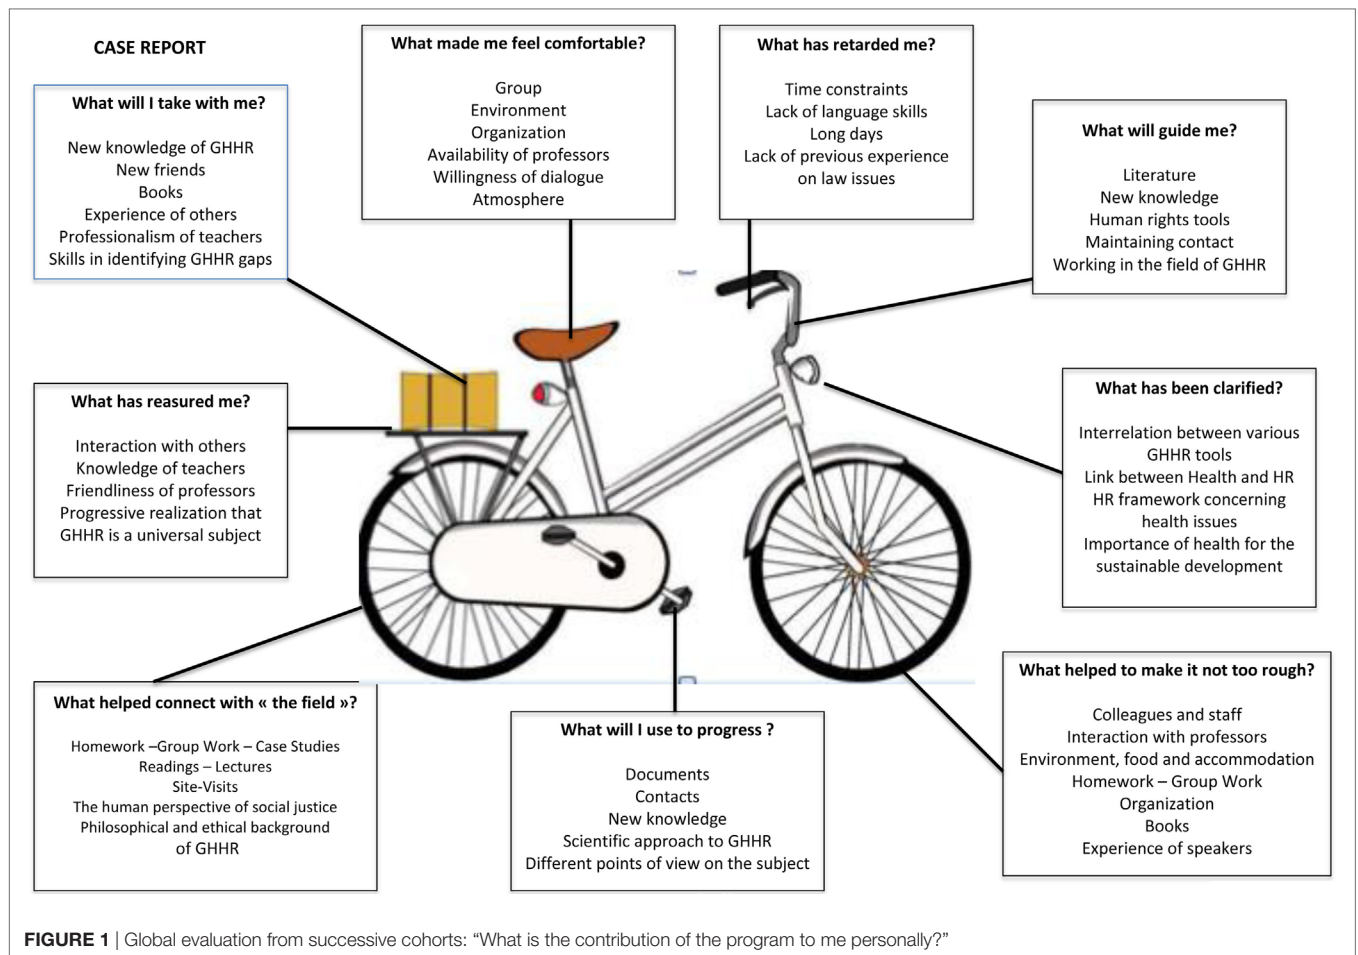 CASE REPORT
What will I take with me?
New knowledge of GHHR
New friends
Books
Experience of others
Professionalism of teachers
Skills in identifying GHHR gaps
What made me feel comfortable?
Group
Environment
Organization
Availability of professors
Willingness of dialogue
Atmosphere
What has retarded me?
Time constraints
Lack of language skills
Long days
Lack of previous experience
on law issues
What will guide me?
Literature
New knowledge
Human rights tools
Maintaining contact
Working in the field of GHHR
What has reasured me?
Interaction with others
Knowledge of teachers
Friendliness of professors
Progressive realization that
GHHR is a universal subject
What has been clarified?
Interrelation between various
GHHR tools
Link between Health and HR
HR framework concerning
health issues
Importance of health for the
sustainable development
What helped connect with « the field »?
Homework –Group Work – Case Studies
Readings – Lectures
Site-Visits
The human perspective of social justice
Philosophical and ethical background
of GHHR
What will I use to progress ?
Documents
Contacts
New knowledge
Scientific approach to GHHR
Different points of view on the subject
What helped to make it not too rough?
Colleagues and staff
Interaction with professors
Environment, food and accommodation
Homework – Group Work
Organization
Books
Experience of speakers
FIGURE 1 | Global evaluation from successive cohorts: “What is the contribution of the program to me personally?”